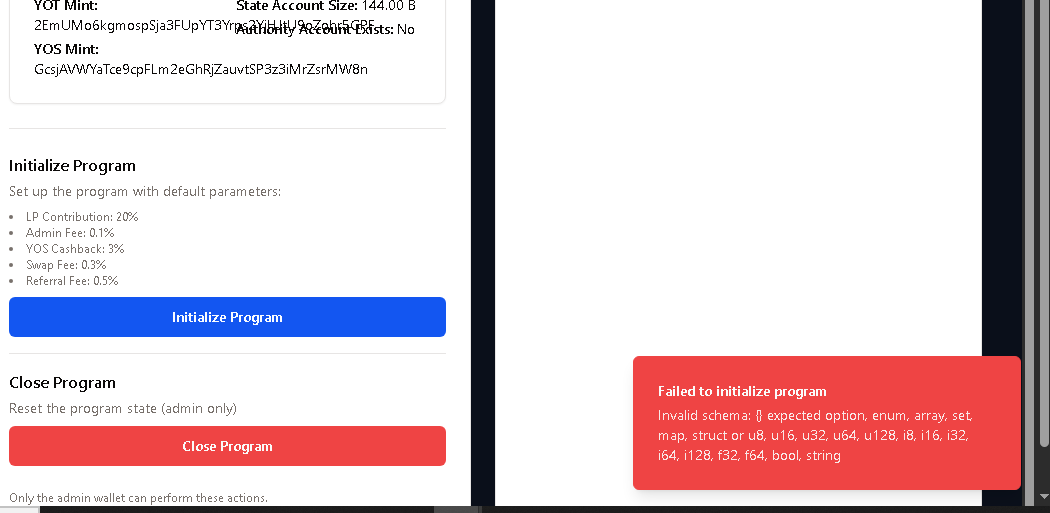 YOT Mint:
State Account Size: 144.00 B
Authority Account Exists: No
YOS Mint:
GcsjAVWYaTce9cpFLm2eGhRjZauvtSP3z3iMrZsrMW8n
Initialize Program
Set up the program with default parameters:
• LP Contribution: 20%
• Admin Fee: 0.1%
• YOS Cashback: 3%
• Swap Fee: 0.3%
• Referral Fee: 0.5%
Initialize Program
Close Program
Reset the program state (admin only)
Close Program
Only the admin wallet can perform these actions.
Failed to initialize program
Invalid schema: {} expected option, enum, array, set,
map, struct or u8, u16, u32, u64, u128, i8, i16, i32,
i64, i128, f32, f64, bool, string